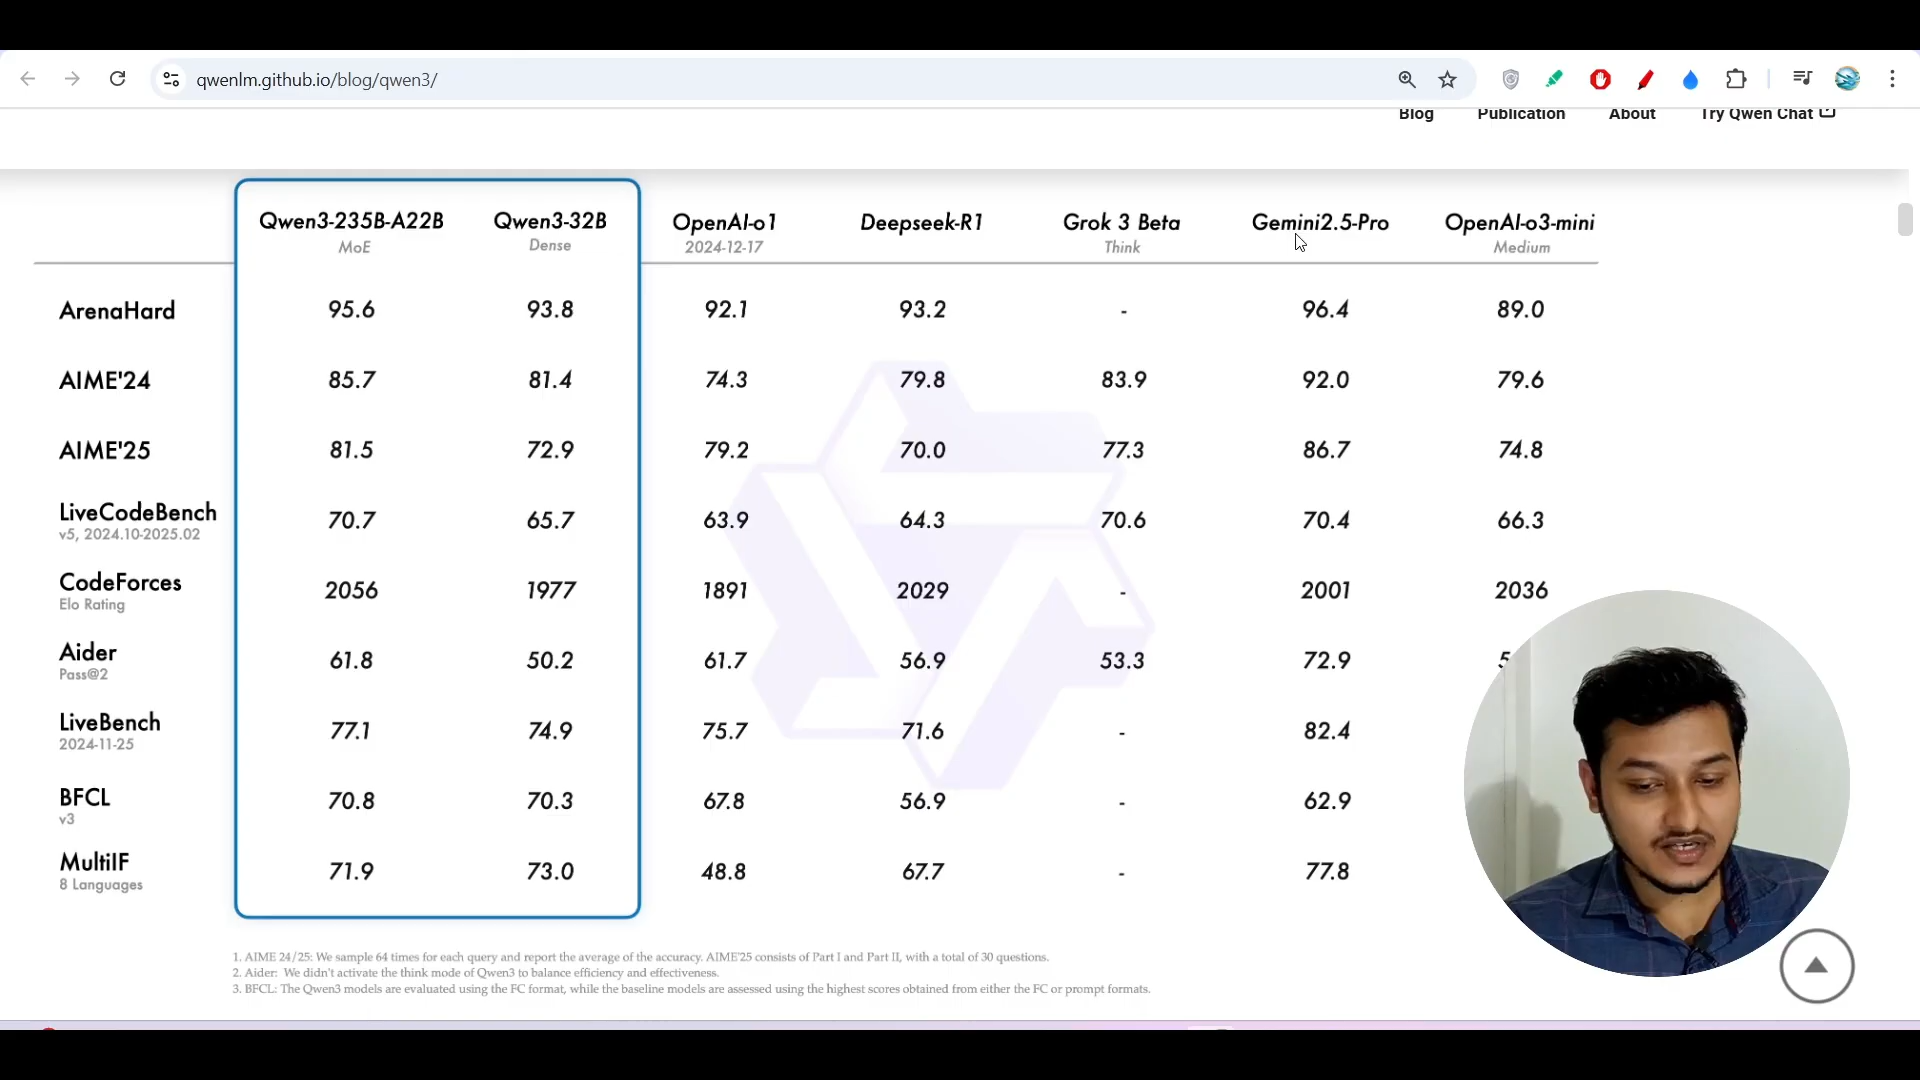 qwenlm.github.io/blog/qwen3/
Blog Publication About Try Qwen Chat
Qwen3-235B-A22B Qwen3-32B OpenAI-o1 Deepseek-R1 Grok 3 Beta Gemini2.5-Pro OpenAI-o3-mini
MoE Dense 2024-12-17 Think Medium
ArenaHard 95.6 93.8 92.1 93.2 - 96.4 89.0
AIME'24 85.7 81.4 74.3 79.8 83.9 92.0 79.6
AIME'25 81.5 72.9 79.2 70.0 77.3 86.7 74.8
LiveCodeBench 70.7 65.7 63.9 64.3 70.6 70.4 66.3
v5, 2024.10-2025.02
CodeForces 2056 1977 1891 2029 - 2001 2036
Elo Rating
Aider 61.8 50.2 61.7 56.9 53.3 72.9
Pass@2
LiveBench 77.1 74.9 75.7 71.6 - 82.4
2024-11-25
BFCL 70.8 70.3 67.8 56.9 - 62.9
v3
MultiIF 71.9 73.0 48.8 67.7 - 77.8
8 Languages
1. AIME 24/25: We sample 64 times for each query and report the average of the accuracy. AIME'25 consists of Part I and Part II, with a total of 30 questions.
2. Aider: We didn't activate the think mode of Qwen3 to balance efficiency and effectiveness.
3. BFCL: The Qwen3 models are evaluated using the FC format, while the baseline models are assessed using the highest scores obtained from either the FC or prompt formats.